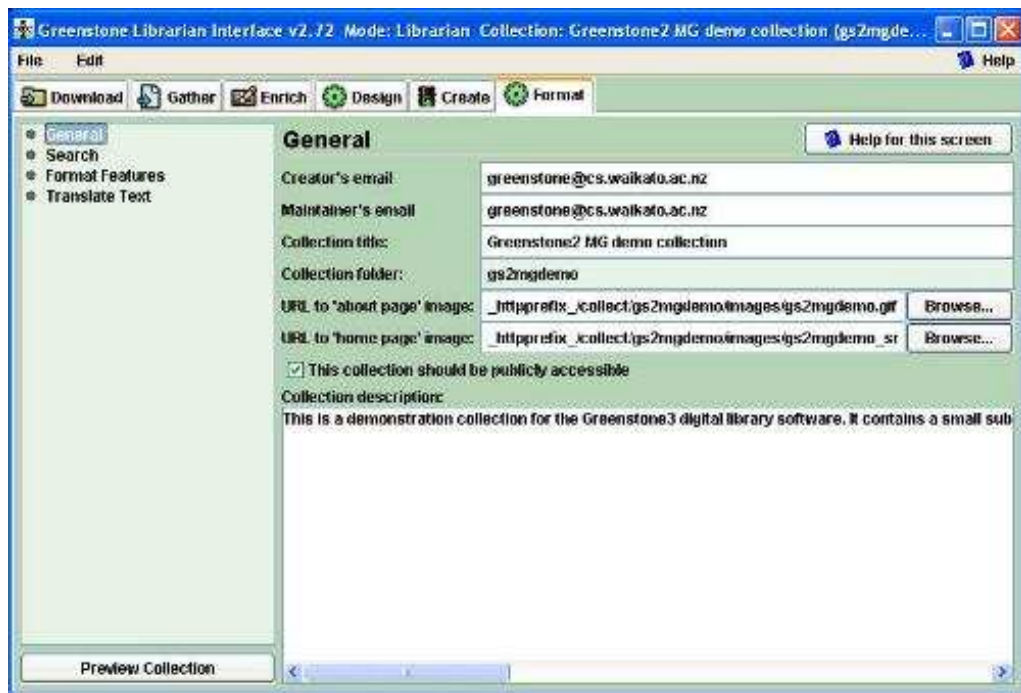 Greenstone Librarian Interface v2.72 Mode: Librarian Collection: Greenstone2 MG demo collection (gs2mgde...
File Edit Help
Download Gather Enrich Design Create Format
General
Search
Format Features
Translate Text
General
Help for this screen
Creator's email greenstone@cs.waikato.ac.nz
Maintainer's email greenstone@cs.waikato.ac.nz
Collection title: Greenstone2 MG demo collection
Collection folder: gs2mgdemo
URL to 'about page' image: _httpprefix_/collect/gs2mgdemo/images/gs2mgdemo.gif Browse...
URL to 'home page' image: _httpprefix_/collect/gs2mgdemo/images/gs2mgdemo_sr Browse...
This collection should be publicly accessible
Collection description:
This is a demonstration collection for the Greenstone3 digital library software. It contains a small sub
Preview Collection